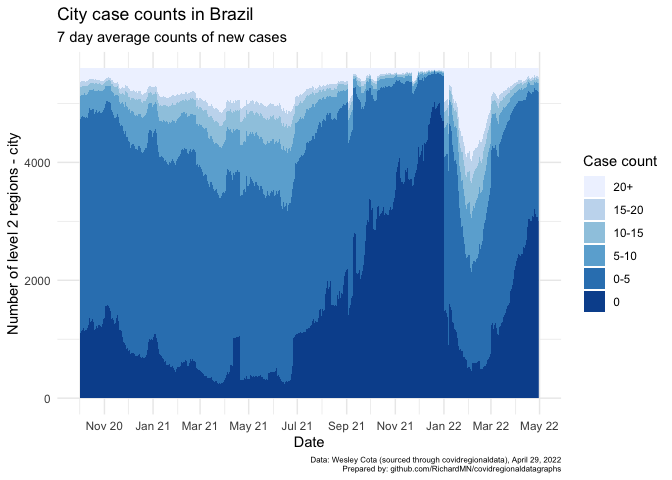 City case counts in Brazil
7 day average counts of new cases
Number of level 2 regions - city
4000
2000
0
Nov 20 Jan 21 Mar 21 May 21 Jul 21 Sep 21 Nov 21 Jan 22 Mar 22 May 22
Date
Case count
20+
15-20
10-15
5-10
0-5
0
Data: Wesley Cota (sourced through covidregionaldata), April 29, 2022
Prepared by: github.com/RichardMN/covidregionaldatagraphs